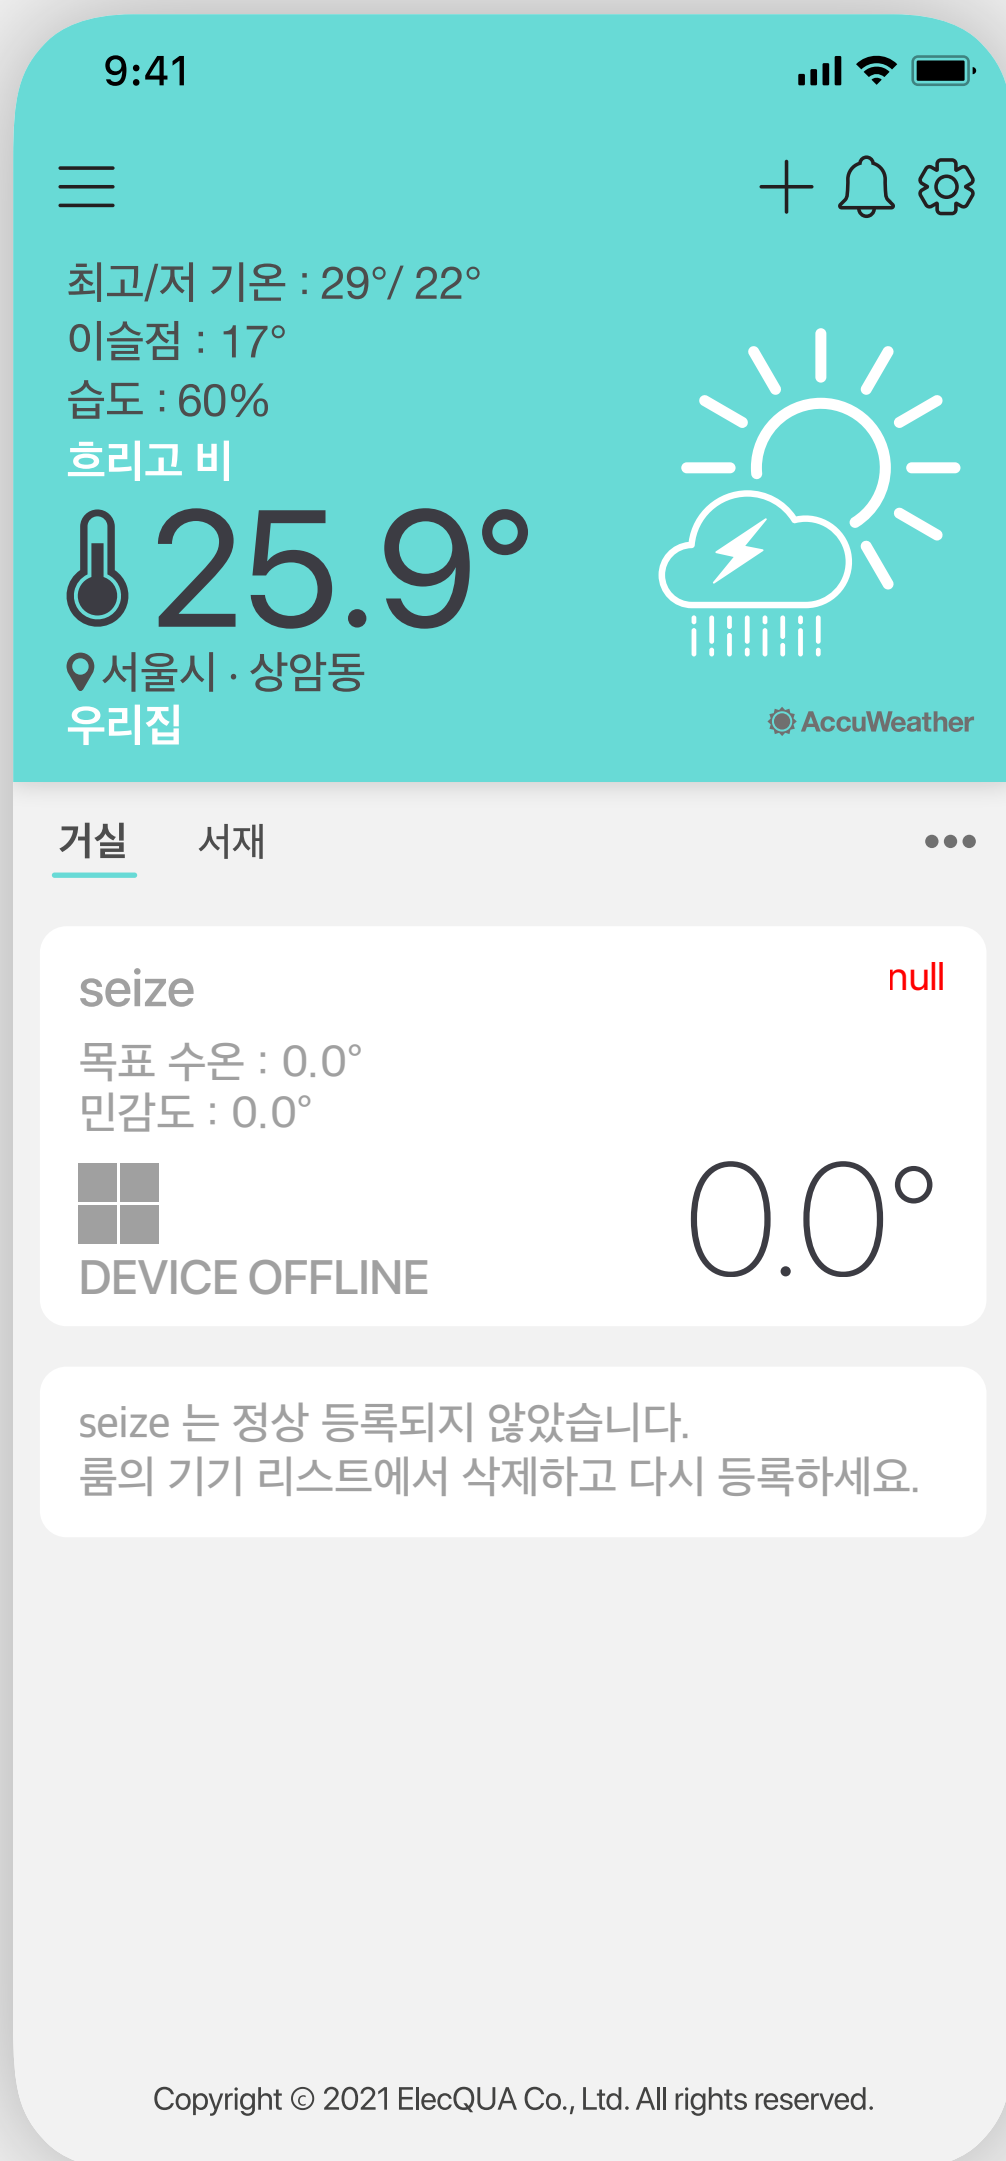 9:41
최고/저 기온 : 29°/ 22°
이슬점 : 17°
습도 : 60%
흐리고 비
25.9°
서울시 · 상암동
우리집
AccuWeather
거실 서재
seize
null
목표 수온 : 0.0°
민감도 : 0.0°
0.0°
DEVICE OFFLINE
seize 는 정상 등록되지 않았습니다.
룸의 기기 리스트에서 삭제하고 다시 등록하세요.
Copyright © 2021 ElecQUA Co., Ltd. All rights reserved.